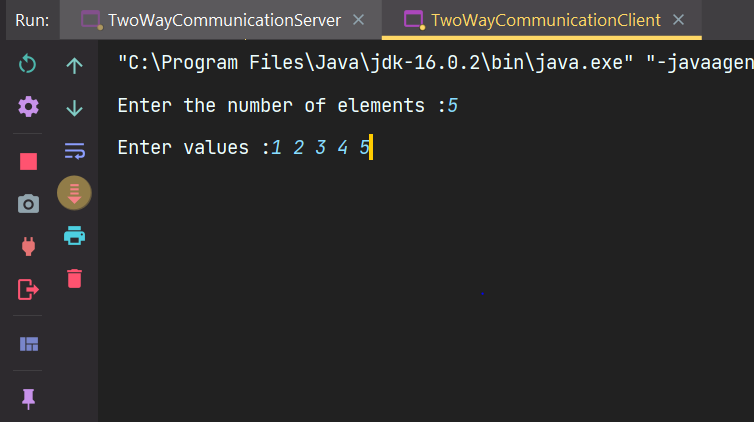 Run: TwoWayCommunicationServer TwoWayCommunicationClient
"C:\Program Files\Java\jdk-16.0.2\bin\java.exe" "-javaagen
Enter the number of elements :5
Enter values :1 2 3 4 5